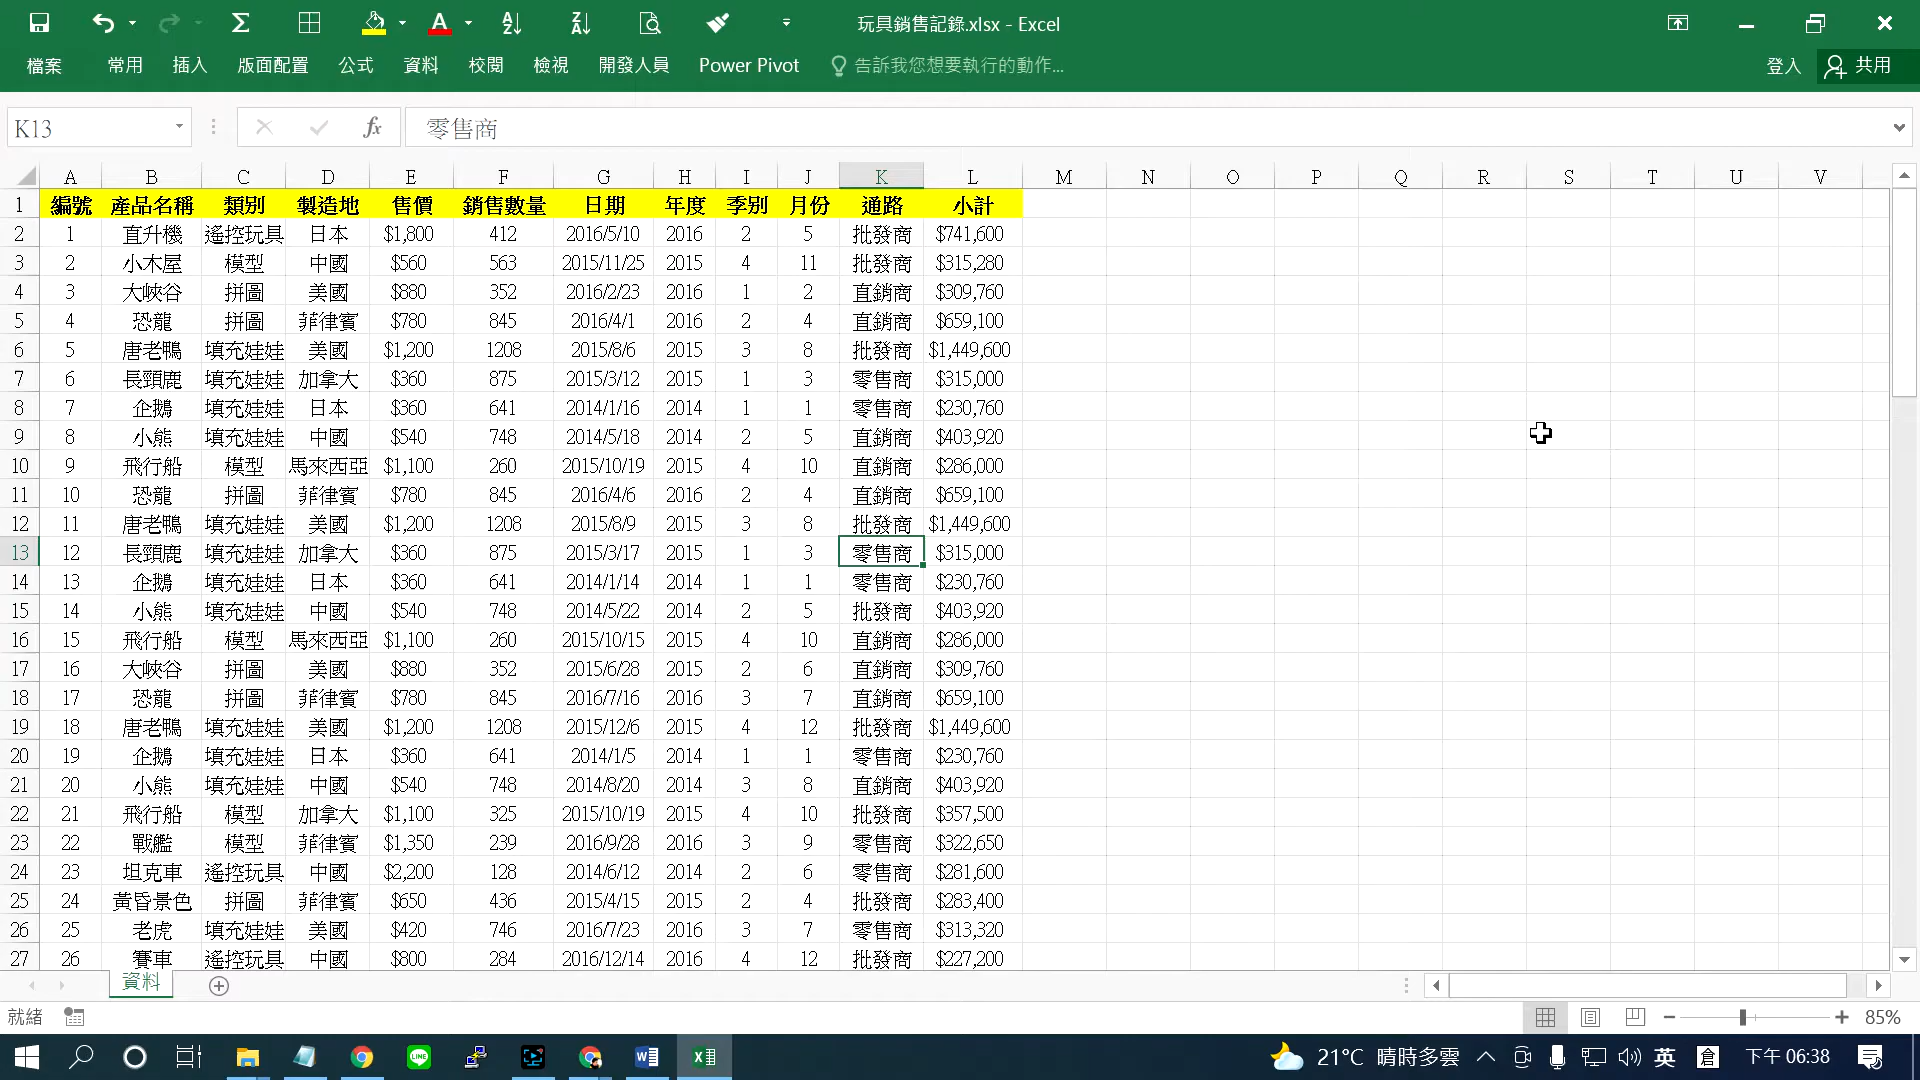 玩具銷售記錄.xlsx - Excel
檔案 常用 插入 版面配置 公式 資料 校閱 檢視 開發人員 Power Pivot 告訴我您想要執行的動作... 登入 共用
K13 fx 零售商
A B C D E F G H I J K L M N O P Q R S T U V
1 編號 產品名稱 類別 製造地 售價 銷售數量 日期 年度 季別 月份 通路 小計
2 1 直升機 遙控玩具 日本 $1,800 412 2016/5/10 2016 2 5 批發商 $741,600
3 2 小木屋 模型 中國 $560 563 2015/11/25 2015 4 11 批發商 $315,280
4 3 大峽谷 拼圖 美國 $880 352 2016/2/23 2016 1 2 直銷商 $309,760
5 4 恐龍 拼圖 菲律賓 $780 845 2016/4/1 2016 2 4 直銷商 $659,100
6 5 唐老鴨 填充娃娃 美國 $1,200 1208 2015/8/6 2015 3 8 批發商 $1,449,600
7 6 長頸鹿 填充娃娃 加拿大 $360 875 2015/3/12 2015 1 3 零售商 $315,000
8 7 企鵝 填充娃娃 日本 $360 641 2014/1/16 2014 1 1 零售商 $230,760
9 8 小熊 填充娃娃 中國 $540 748 2014/5/18 2014 2 5 直銷商 $403,920
10 9 飛行船 模型 馬來西亞 $1,100 260 2015/10/19 2015 4 10 直銷商 $286,000
11 10 恐龍 拼圖 菲律賓 $780 845 2016/4/6 2016 2 4 直銷商 $659,100
12 11 唐老鴨 填充娃娃 美國 $1,200 1208 2015/8/9 2015 3 8 批發商 $1,449,600
13 12 長頸鹿 填充娃娃 加拿大 $360 875 2015/3/17 2015 1 3 零售商 $315,000
14 13 企鵝 填充娃娃 日本 $360 641 2014/1/14 2014 1 1 零售商 $230,760
15 14 小熊 填充娃娃 中國 $540 748 2014/5/22 2014 2 5 批發商 $403,920
16 15 飛行船 模型 馬來西亞 $1,100 260 2015/10/15 2015 4 10 直銷商 $286,000
17 16 大峽谷 拼圖 美國 $880 352 2015/6/28 2015 2 6 直銷商 $309,760
18 17 恐龍 拼圖 菲律賓 $780 845 2016/7/16 2016 3 7 直銷商 $659,100
19 18 唐老鴨 填充娃娃 美國 $1,200 1208 2015/12/6 2015 4 12 批發商 $1,449,600
20 19 企鵝 填充娃娃 日本 $360 641 2014/1/5 2014 1 1 零售商 $230,760
21 20 小熊 填充娃娃 中國 $540 748 2014/8/20 2014 3 8 直銷商 $403,920
22 21 飛行船 模型 加拿大 $1,100 325 2015/10/19 2015 4 10 批發商 $357,500
23 22 戰艦 模型 菲律賓 $1,350 239 2016/9/28 2016 3 9 零售商 $322,650
24 23 坦克車 遙控玩具 中國 $2,200 128 2014/6/12 2014 2 6 零售商 $281,600
25 24 黃昏景色 拼圖 菲律賓 $650 436 2015/4/15 2015 2 4 批發商 $283,400
26 25 老虎 填充娃娃 美國 $420 746 2016/7/23 2016 3 7 零售商 $313,320
27 26 賽車 遙控玩具 中國 $800 284 2016/12/14 2016 4 12 批發商 $227,200
資料
就緒 85%
LINE 21°C 晴時多雲 英 倉 下午 06:38